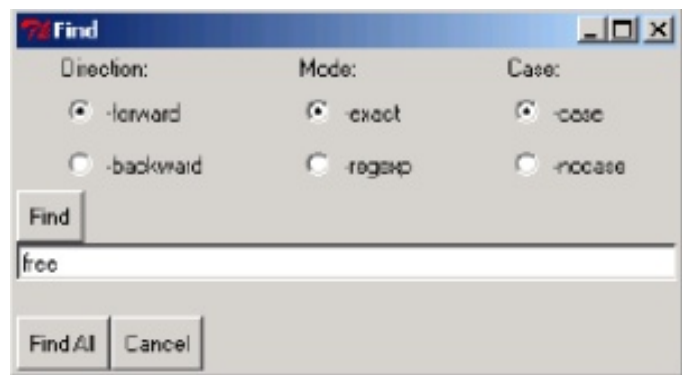 Find
Direction: Mode: Case:
-forward -exact -case
-backward -regexp -nocase
Find
free
Find All Cancel